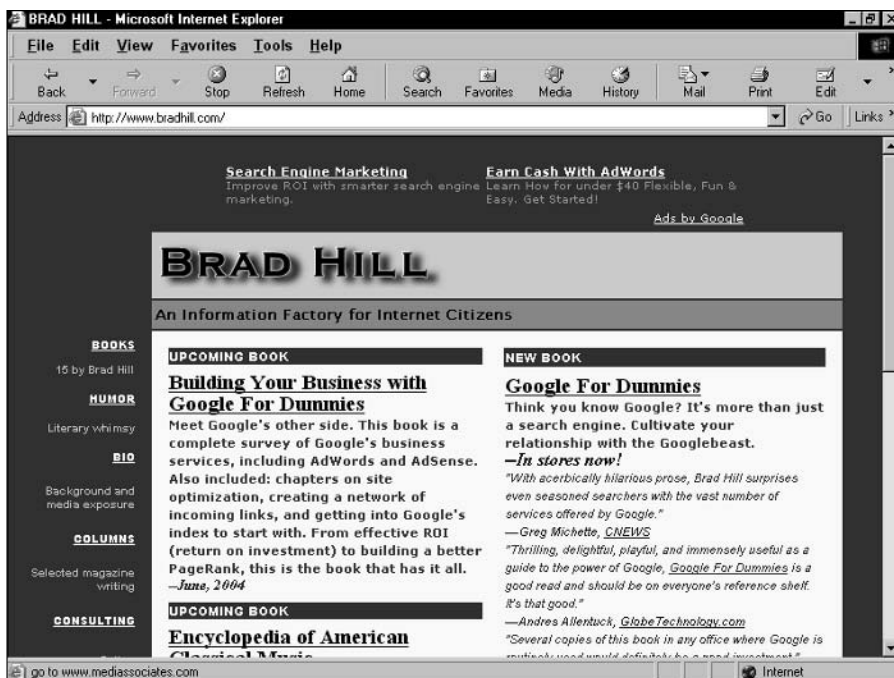 BRAD HILL - Microsoft Internet Explorer
File Edit View Favorites Tools Help
Back Forward Stop Refresh Home Search Favorites Media History Mail Print Edit
Address http://www.bradhill.com/ Go Links
Search Engine Marketing
Improve ROI with smarter search engine
marketing.
Earn Cash With AdWords
Learn How for under $40 Flexible, Fun &
Easy. Get Started!
Ads by Google
BRAD HILL
An Information Factory for Internet Citizens
BOOKS
15 by Brad Hill
HUMOR
Literary whimsy
BIO
Background and
media exposure
COLUMNS
Selected magazine
writing
CONSULTING
UPCOMING BOOK
Building Your Business with
Google For Dummies
Meet Google's other side. This book is a
complete survey of Google's business
services, including AdWords and AdSense.
Also included: chapters on site
optimization, creating a network of
incoming links, and getting into Google's
index to start with. From effective ROI
(return on investment) to building a better
PageRank, this is the book that has it all.
--June, 2004
UPCOMING BOOK
Encyclopedia of American
Classical Music
NEW BOOK
Google For Dummies
Think you know Google? It's more than just
a search engine. Cultivate your
relationship with the Googlebeast.
--In stores now!
"With acerbically hilarious prose, Brad Hill surprises
even seasoned searchers with the vast number of
services offered by Google."
—Greg Michette, CNEWS
"Thrilling, delightful, playful, and immensely useful as a
guide to the power of Google, Google For Dummies is a
good read and should be on everyone's reference shelf.
It's that good."
—Andres Allentuck, GlobeTechnology.com
"Several copies of this book in any office where Google is
routinely used would definitely be a good investment."
go to www.mediassociates.com
Internet